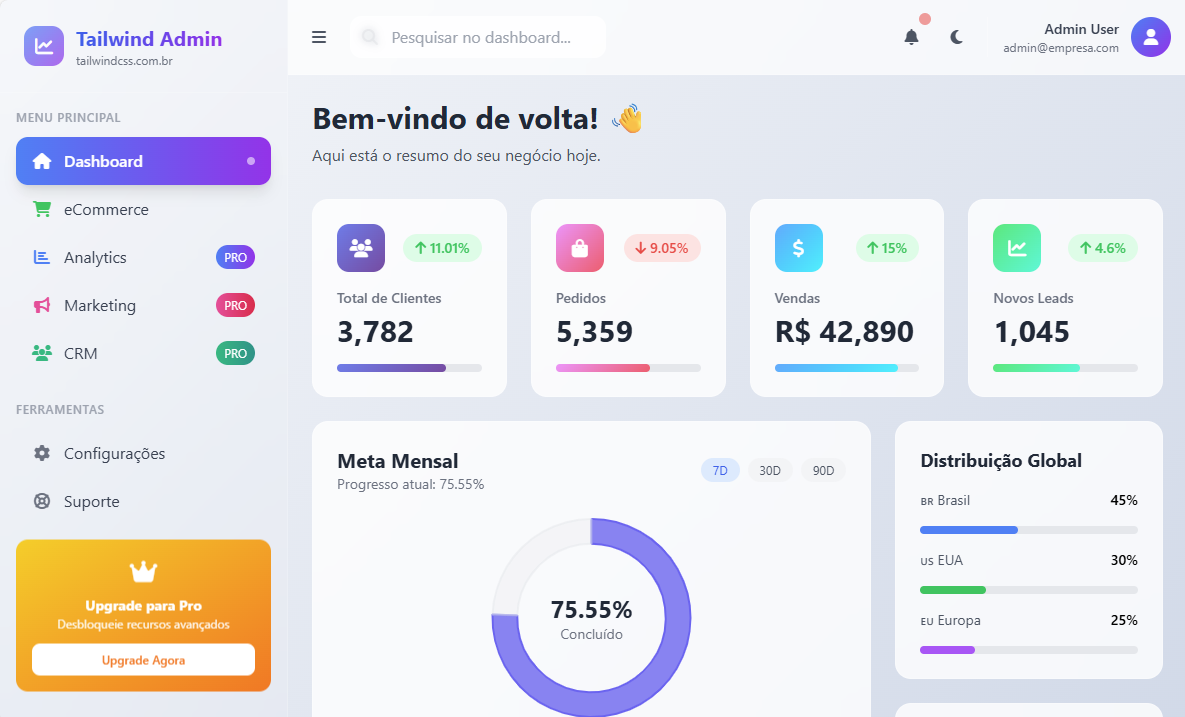 Tailwind Admin
tailwindcss.com.br
MENU PRINCIPAL
Dashboard
eCommerce
Analytics PRO
Marketing PRO
CRM PRO
FERRAMENTAS
Configurações
Suporte
Upgrade para Pro
Desbloqueie recursos avançados
Upgrade Agora
Pesquisar no dashboard...
Admin User
admin@empresa.com
Bem-vindo de volta! 👋
Aqui está o resumo do seu negócio hoje.
↑ 11.01%
Total de Clientes
3,782
↓ 9.05%
Pedidos
5,359
$
↑ 15%
Vendas
R$ 42,890
↑ 4.6%
Novos Leads
1,045
Meta Mensal
Progresso atual: 75.55%
7D 30D 90D
75.55%
Concluído
Distribuição Global
BR Brasil 45%
US EUA 30%
EU Europa 25%